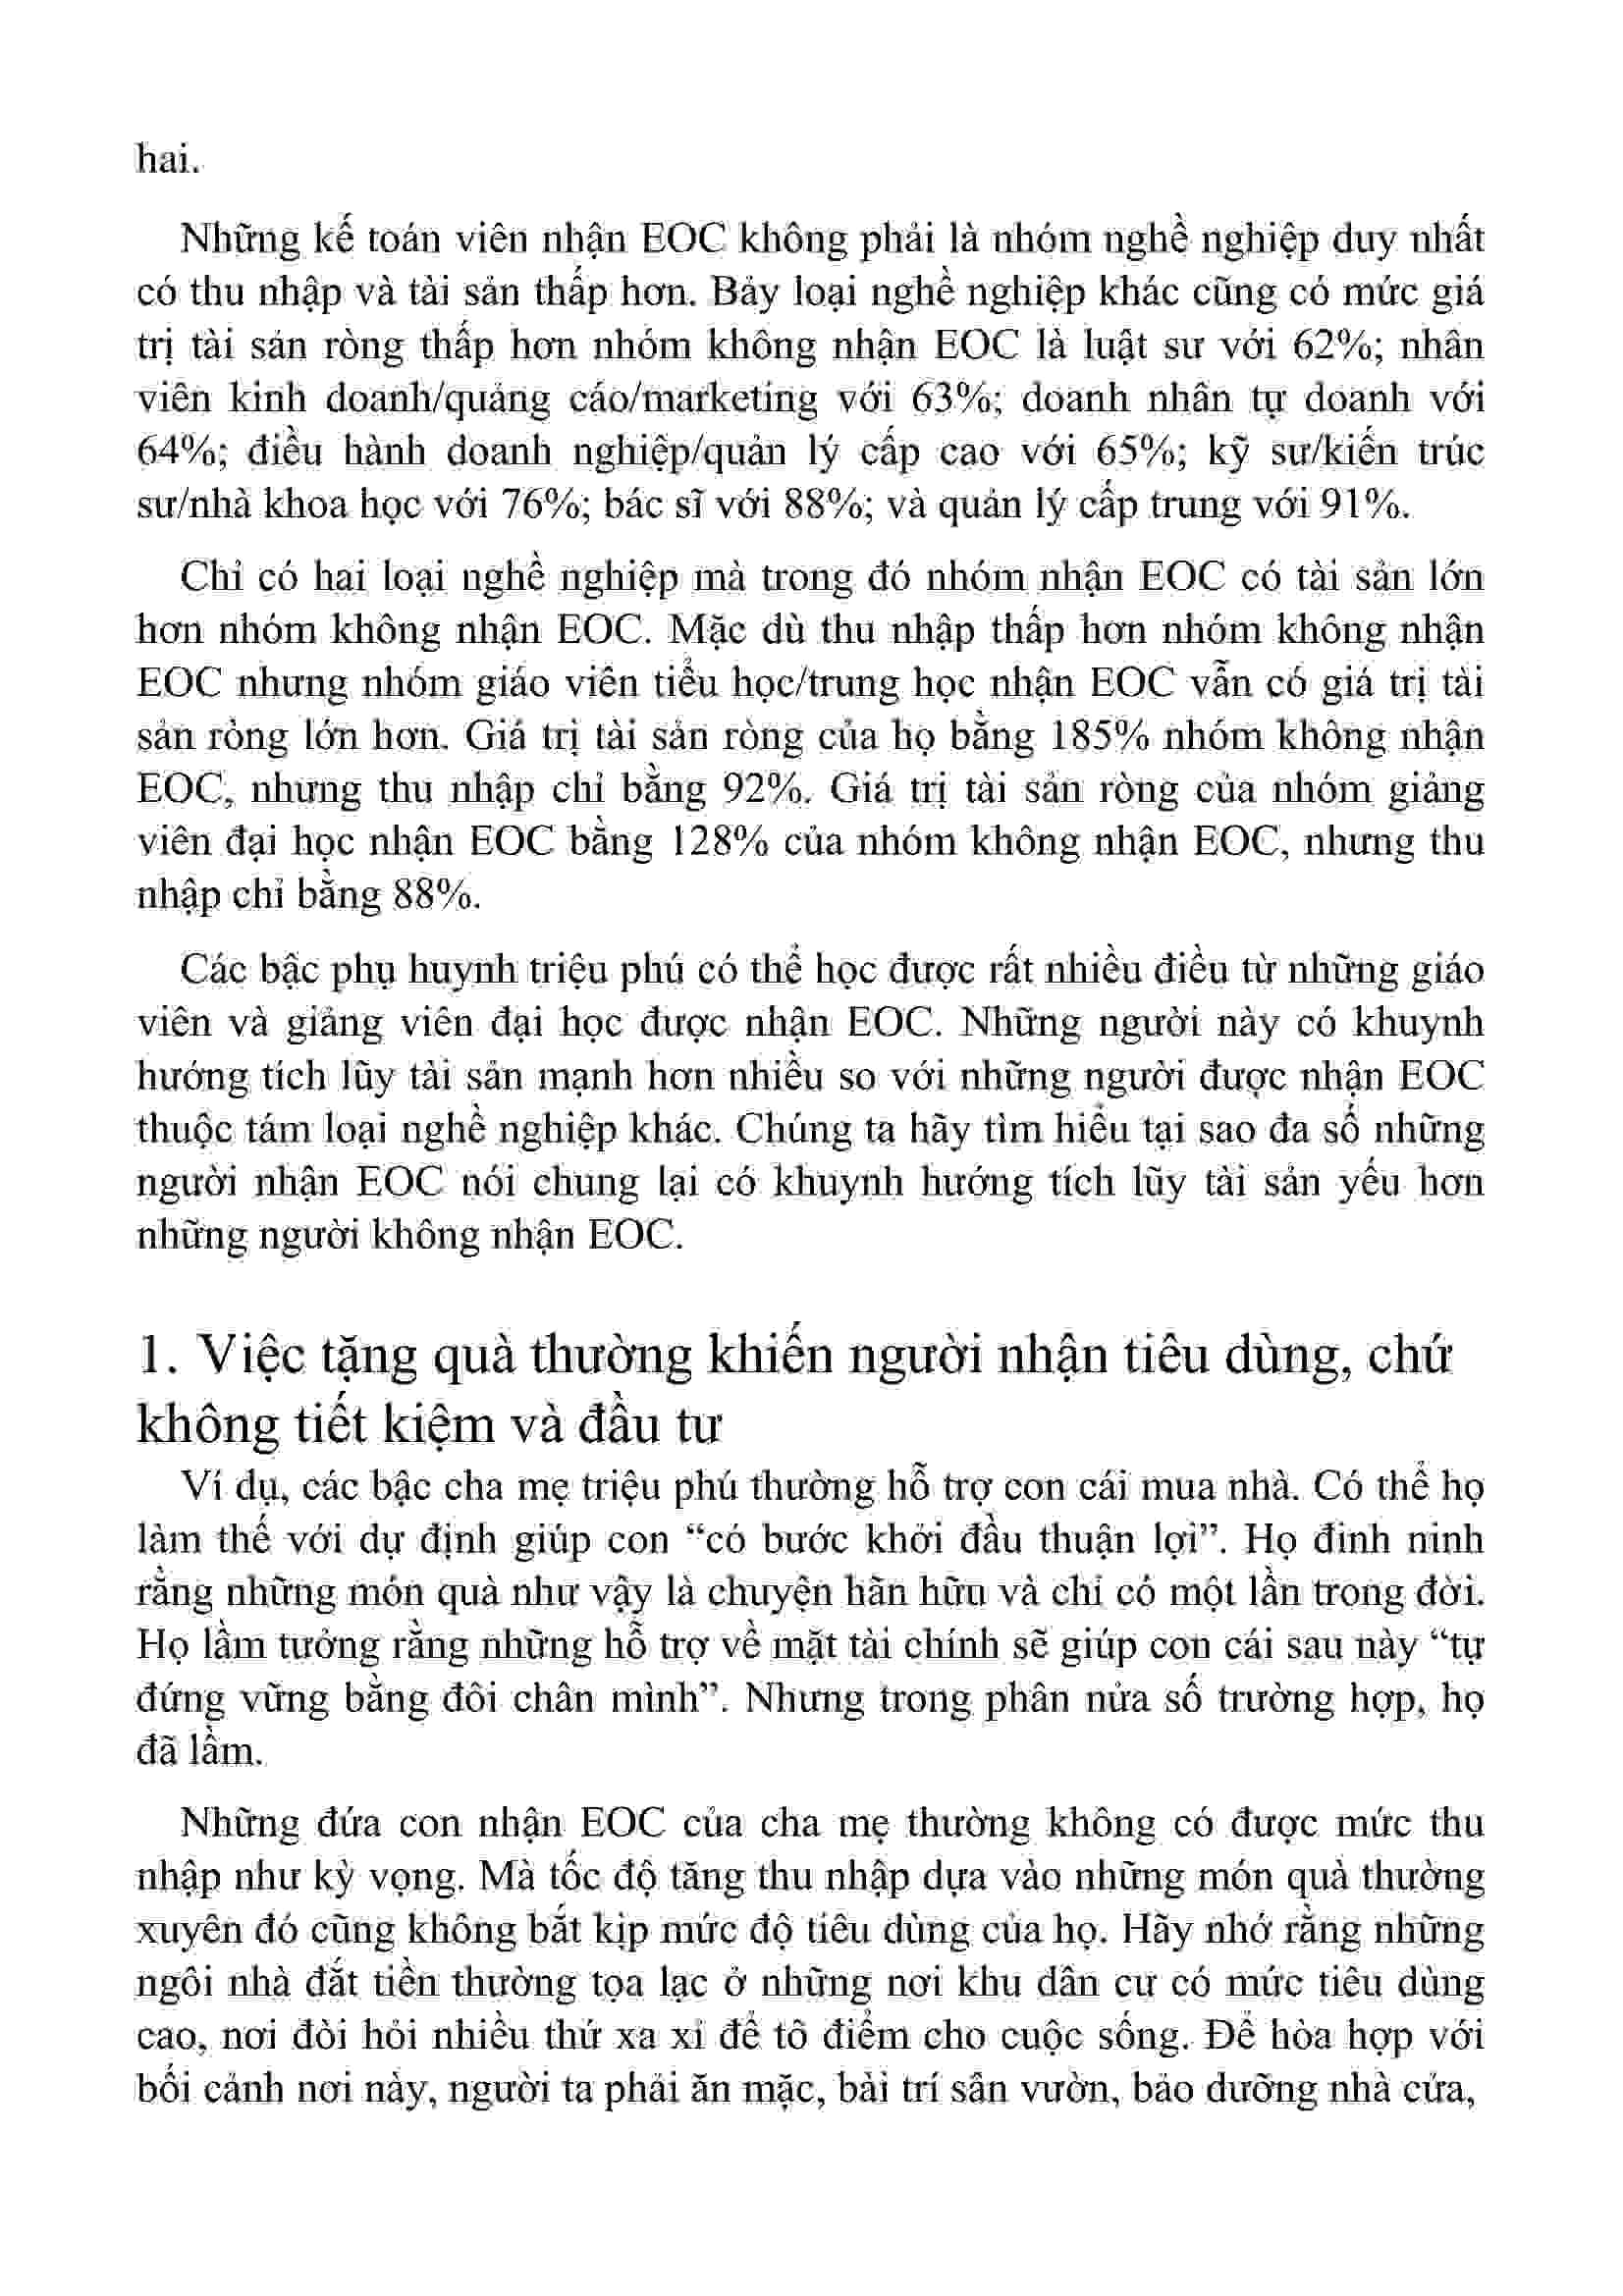 hai.
Những kế toán viên nhận EOC không phải là nhóm nghề nghiệp duy nhất
có thu nhập và tài sản thấp hơn. Bảy loại nghề nghiệp khác cũng có mức giá
trị tài sản ròng thấp hơn nhóm không nhận EOC là luật sư với 62%; nhân
viên kinh doanh/quảng cáo/marketing với 63%; doanh nhân tự doanh với
64%; điều hành doanh nghiệp/quản lý cấp cao với 65%; kỹ sư/kiến trúc
sư/nhà khoa học với 76%; bác sĩ với 88%; và quản lý cấp trung với 91%.
Chỉ có hai loại nghề nghiệp mà trong đó nhóm nhận EOC có tài sản lớn
hơn nhóm không nhận EOC. Mặc dù thu nhập thấp hơn nhóm không nhận
EOC nhưng nhóm giáo viên tiểu học/trung học nhận EOC vẫn có giá trị tài
sản ròng lớn hơn. Giá trị tài sản ròng của họ bằng 185% nhóm không nhận
EOC, nhưng thu nhập chỉ bằng 92%. Giá trị tài sản ròng của nhóm giảng
viên đại học nhận EOC bằng 128% của nhóm không nhận EOC, nhưng thu
nhập chỉ bằng 88%.
Các bậc phụ huynh triệu phú có thể học được rất nhiều điều từ những giáo
viên và giảng viên đại học được nhận EOC. Những người này có khuynh
hướng tích lũy tài sản mạnh hơn nhiều so với những người được nhận EOC
thuộc tám loại nghề nghiệp khác. Chúng ta hãy tìm hiểu tại sao đa số những
người nhận EOC nói chung lại có khuynh hướng tích lũy tài sản yếu hơn
những người không nhận EOC.
1. Việc tặng quà thường khiến người nhận tiêu dùng, chứ
không tiết kiệm và đầu tư
Ví dụ, các bậc cha mẹ triệu phú thường hỗ trợ con cái mua nhà. Có thể họ
làm thế với dự định giúp con “có bước khởi đầu thuận lợi”. Họ đinh ninh
rằng những món quà như vậy là chuyện hãn hữu và chỉ có một lần trong đời.
Họ lầm tưởng rằng những hỗ trợ về mặt tài chính sẽ giúp con cái sau này “tự
đứng vững bằng đôi chân mình”. Nhưng trong phân nửa số trường hợp, họ
đã lầm.
Những đứa con nhận EOC của cha mẹ thường không có được mức thu
nhập như kỳ vọng. Mà tốc độ tăng thu nhập dựa vào những món quà thường
xuyên đó cũng không bắt kịp mức độ tiêu dùng của họ. Hãy nhớ rằng những
ngôi nhà đắt tiền thường tọa lạc ở những nơi khu dân cư có mức tiêu dùng
cao, nơi đòi hỏi nhiều thứ xa xỉ để tô điểm cho cuộc sống. Để hòa hợp với
bối cảnh nơi này, người ta phải ăn mặc, bài trí sân vườn, bảo dưỡng nhà cửa,